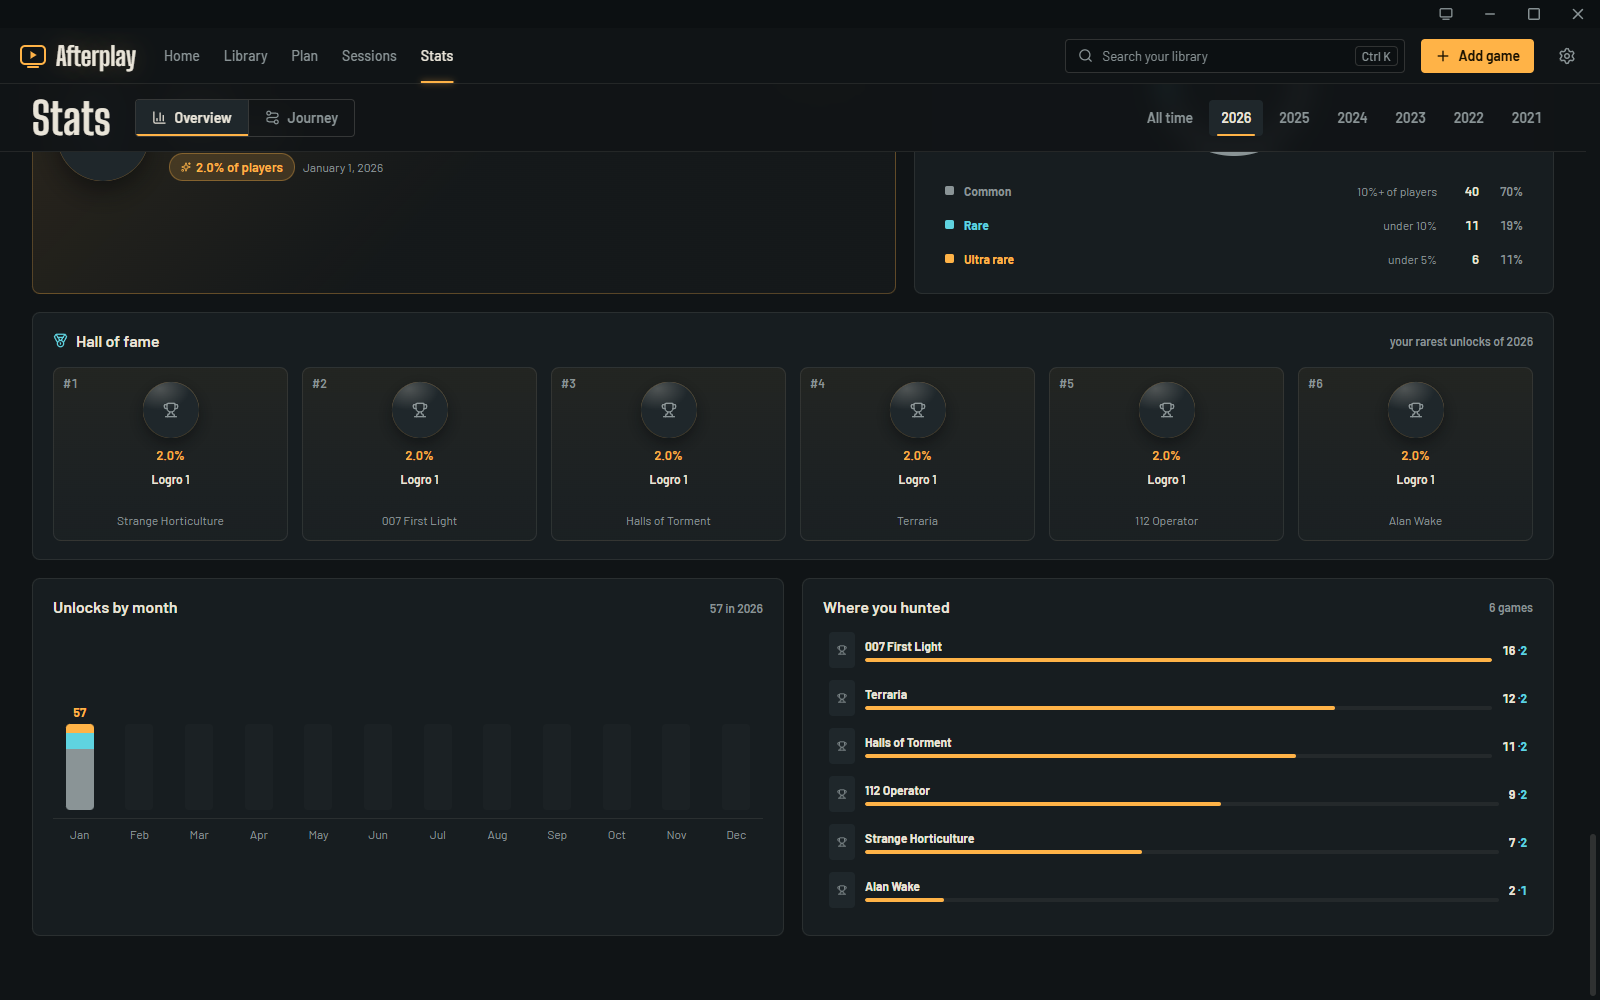 Afterplay
Home
Library
Plan
Sessions
Stats
Search your library
Ctrl K
Add game
Stats
Overview
Journey
All time
2026
2025
2024
2023
2022
2021
2.0% of players
January 1, 2026
Common
10%+ of players
40
70%
Rare
under 10%
11
19%
Ultra rare
under 5%
6
11%
Hall of fame
your rarest unlocks of 2026
#1
2.0%
Logro 1
Strange Horticulture
#2
2.0%
Logro 1
007 First Light
#3
2.0%
Logro 1
Halls of Torment
#4
2.0%
Logro 1
Terraria
#5
2.0%
Logro 1
112 Operator
#6
2.0%
Logro 1
Alan Wake
Unlocks by month
57 in 2026
57
Jan
Feb
Mar
Apr
May
Jun
Jul
Aug
Sep
Oct
Nov
Dec
Where you hunted
6 games
007 First Light
16 ·2
Terraria
12 ·2
Halls of Torment
11 ·2
112 Operator
9 ·2
Strange Horticulture
7 ·2
Alan Wake
2 ·1